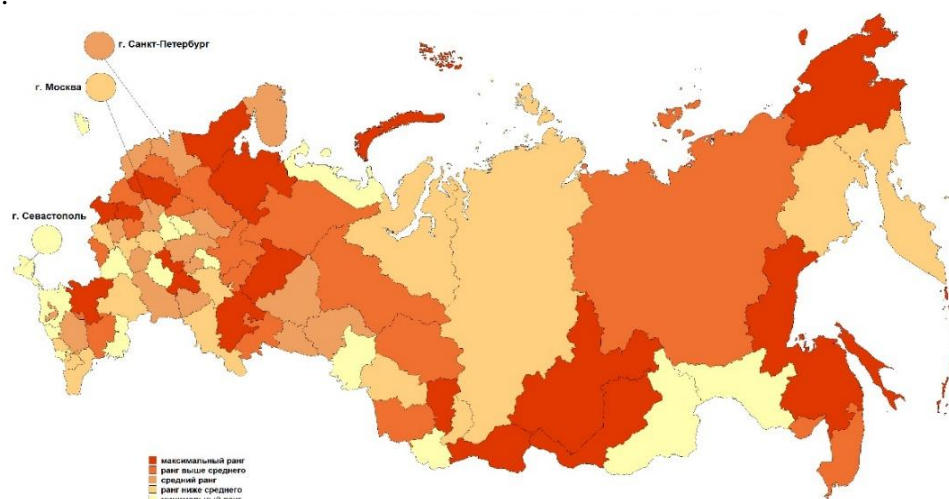 г. Санкт-Петербург
г. Москва
г. Севастополь
максимальный ранг
ранг выше среднего
средний ранг
ранг ниже среднего